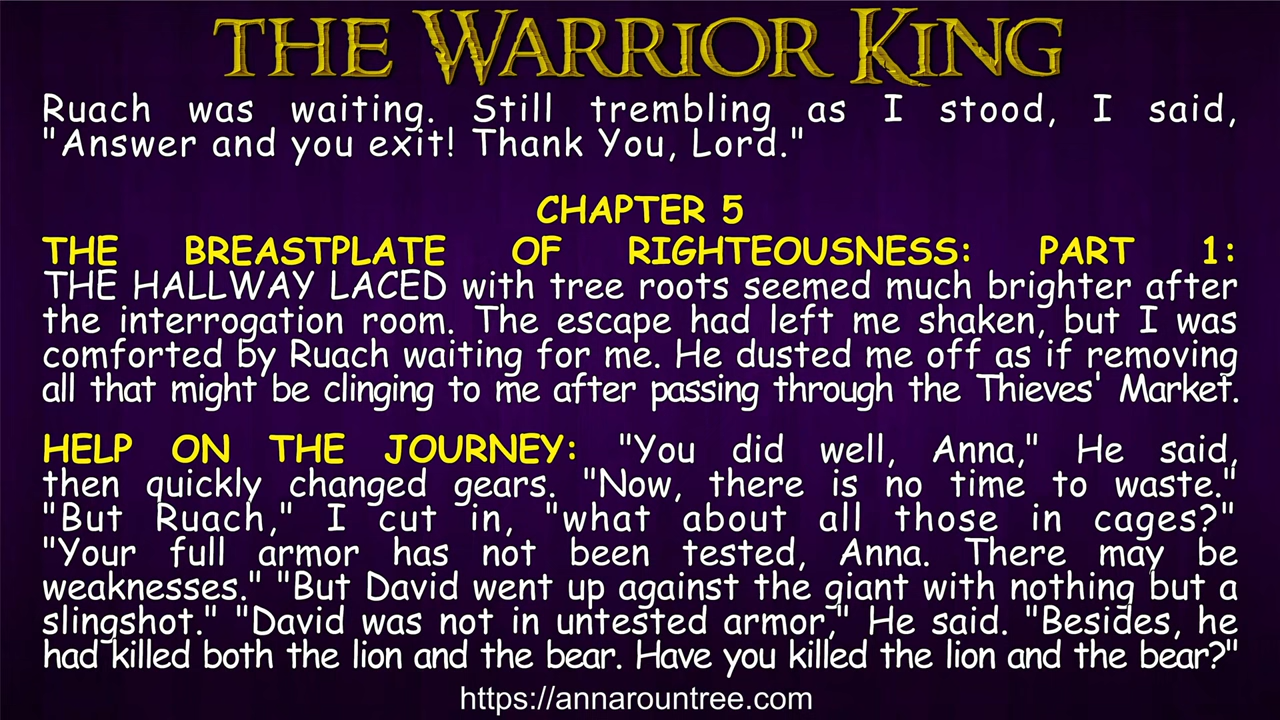 THE WARRIOR KING
Ruach was waiting. Still trembling as I stood, I said,
"Answer and you exit! Thank You, Lord."
CHAPTER 5
THE BREASTPLATE OF RIGHTEOUSNESS: PART 1:
THE HALLWAY LACED with tree roots seemed much brighter after
the interrogation room. The escape had left me shaken, but I was
comforted by Ruach waiting for me. He dusted me off as if removing
all that might be clinging to me after passing through the Thieves' Market.
HELP ON THE JOURNEY: "You did well, Anna," He said,
then quickly changed gears. "Now, there is no time to waste."
"But Ruach," I cut in, "what about all those in cages?"
"Your full armor has not been tested, Anna. There may be
weaknesses." "But David went up against the giant with nothing but a
slingshot." "David was not in untested armor," He said. "Besides, he
had killed both the lion and the bear. Have you killed the lion and the bear?"
https://annarountree.com